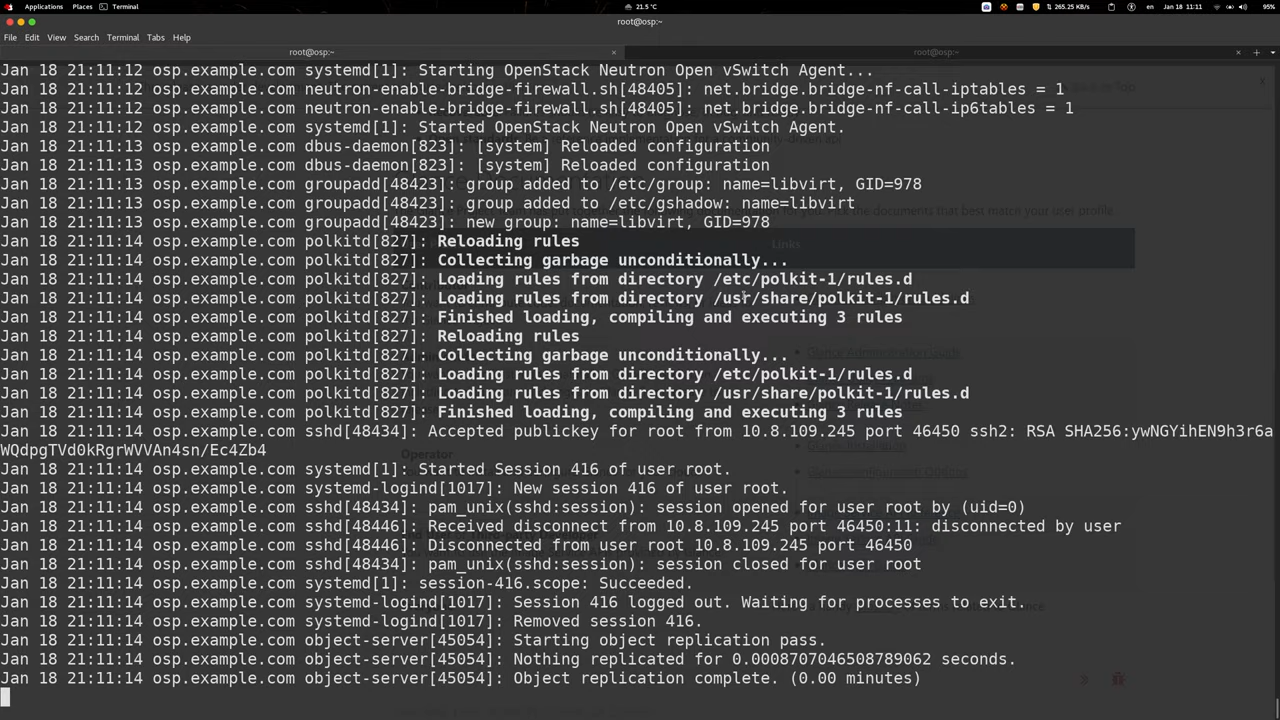 Applications Places Terminal 21.5 °C 265.25 KB/s en Jan 18 11:11 95%
root@osp:~
File Edit View Search Terminal Tabs Help
root@osp:~ × root@osp:~ ×
Jan 18 21:11:12 osp.example.com systemd[1]: Starting OpenStack Neutron Open vSwitch Agent...
Jan 18 21:11:12 osp.example.com neutron-enable-bridge-firewall.sh[48405]: net.bridge.bridge-nf-call-iptables = 1
Jan 18 21:11:12 osp.example.com neutron-enable-bridge-firewall.sh[48405]: net.bridge.bridge-nf-call-ip6tables = 1
Jan 18 21:11:12 osp.example.com systemd[1]: Started OpenStack Neutron Open vSwitch Agent.
Jan 18 21:11:13 osp.example.com dbus-daemon[823]: [system] Reloaded configuration
Jan 18 21:11:13 osp.example.com dbus-daemon[823]: [system] Reloaded configuration
Jan 18 21:11:13 osp.example.com groupadd[48423]: group added to /etc/group: name=libvirt, GID=978
Jan 18 21:11:13 osp.example.com groupadd[48423]: group added to /etc/gshadow: name=libvirt
Jan 18 21:11:13 osp.example.com groupadd[48423]: new group: name=libvirt, GID=978
Jan 18 21:11:14 osp.example.com polkitd[827]: Reloading rules
Jan 18 21:11:14 osp.example.com polkitd[827]: Collecting garbage unconditionally...
Jan 18 21:11:14 osp.example.com polkitd[827]: Loading rules from directory /etc/polkit-1/rules.d
Jan 18 21:11:14 osp.example.com polkitd[827]: Loading rules from directory /usr/share/polkit-1/rules.d
Jan 18 21:11:14 osp.example.com polkitd[827]: Finished loading, compiling and executing 3 rules
Jan 18 21:11:14 osp.example.com polkitd[827]: Reloading rules
Jan 18 21:11:14 osp.example.com polkitd[827]: Collecting garbage unconditionally...
Jan 18 21:11:14 osp.example.com polkitd[827]: Loading rules from directory /etc/polkit-1/rules.d
Jan 18 21:11:14 osp.example.com polkitd[827]: Loading rules from directory /usr/share/polkit-1/rules.d
Jan 18 21:11:14 osp.example.com polkitd[827]: Finished loading, compiling and executing 3 rules
Jan 18 21:11:14 osp.example.com sshd[48434]: Accepted publickey for root from 10.8.109.245 port 46450 ssh2: RSA SHA256:ywNGYihEN9h3r6a
WQdpgTVd0kRgrWVVAn4sn/Ec4Zb4
Jan 18 21:11:14 osp.example.com systemd[1]: Started Session 416 of user root.
Jan 18 21:11:14 osp.example.com systemd-logind[1017]: New session 416 of user root.
Jan 18 21:11:14 osp.example.com sshd[48434]: pam_unix(sshd:session): session opened for user root by (uid=0)
Jan 18 21:11:14 osp.example.com sshd[48446]: Received disconnect from 10.8.109.245 port 46450:11: disconnected by user
Jan 18 21:11:14 osp.example.com sshd[48446]: Disconnected from user root 10.8.109.245 port 46450
Jan 18 21:11:14 osp.example.com sshd[48434]: pam_unix(sshd:session): session closed for user root
Jan 18 21:11:14 osp.example.com systemd[1]: session-416.scope: Succeeded.
Jan 18 21:11:14 osp.example.com systemd-logind[1017]: Session 416 logged out. Waiting for processes to exit.
Jan 18 21:11:14 osp.example.com systemd-logind[1017]: Removed session 416.
Jan 18 21:11:14 osp.example.com object-server[45054]: Starting object replication pass.
Jan 18 21:11:14 osp.example.com object-server[45054]: Nothing replicated for 0.0008707046508789062 seconds.
Jan 18 21:11:14 osp.example.com object-server[45054]: Object replication complete. (0.00 minutes)